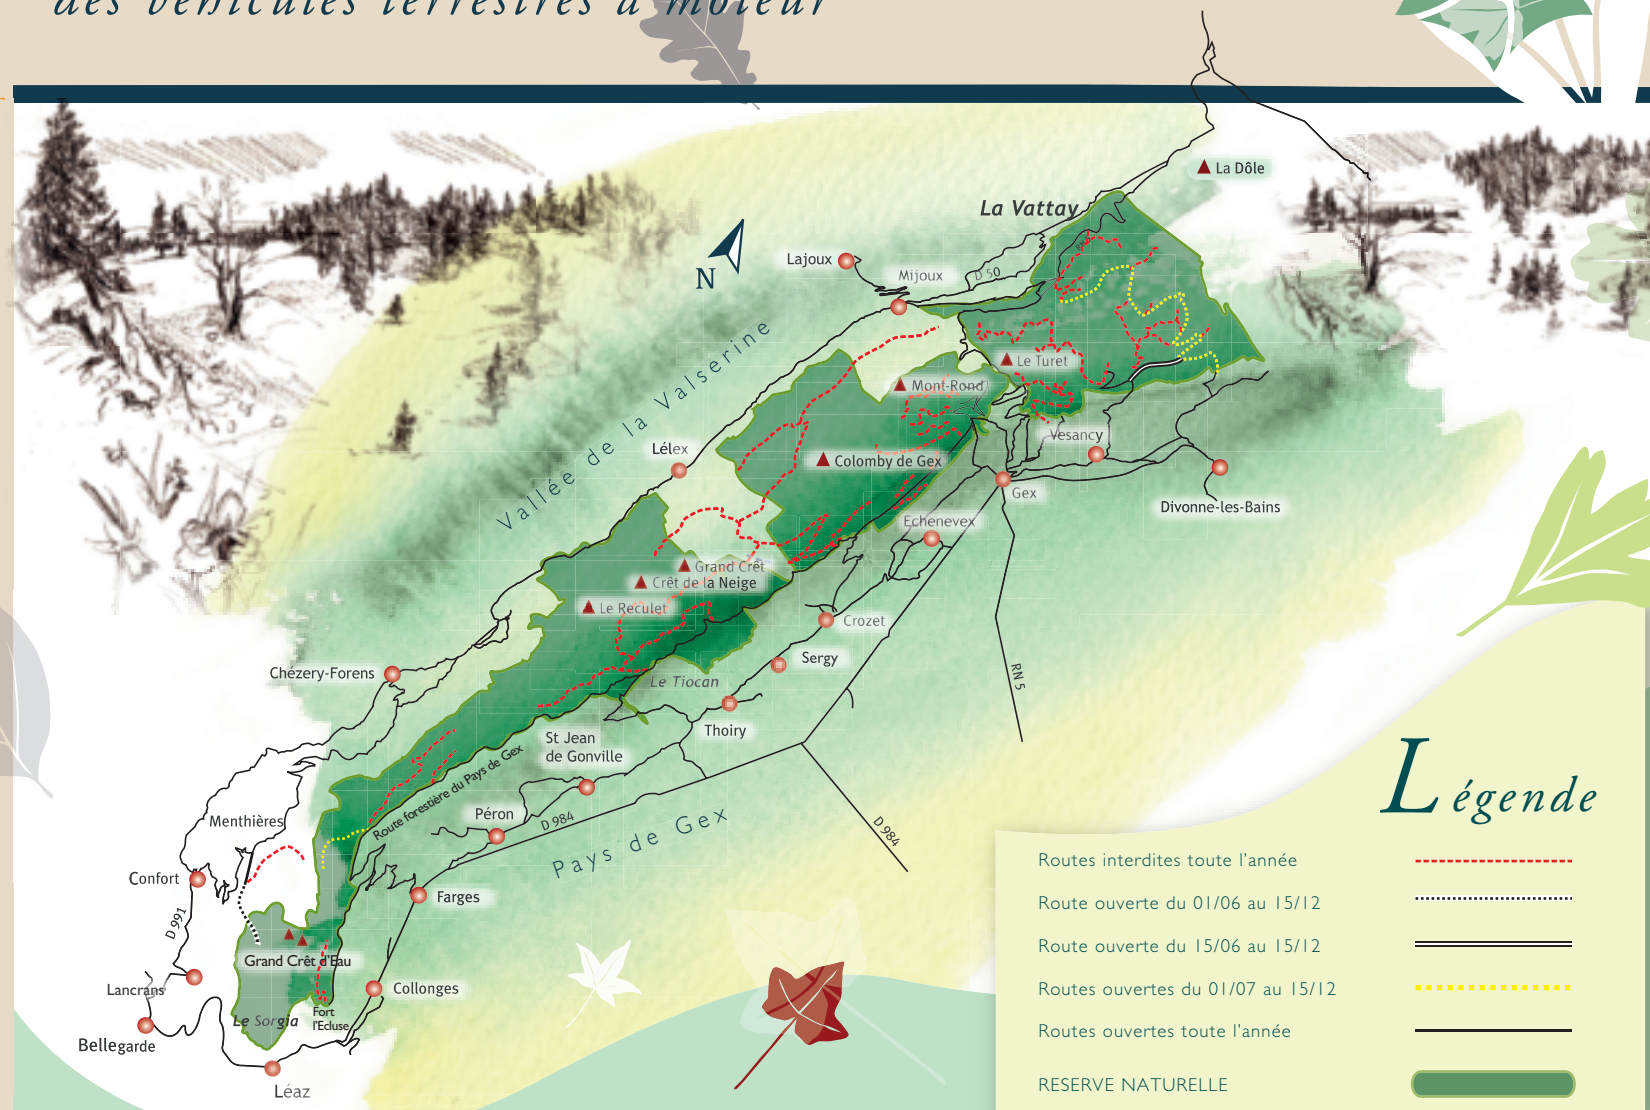 des véhicules terrestres à moteur
La Dôle
La Vattay
Lajoux
Mijoux
D 50
N
Vallée de la Valserine
Le Turet
Mont-Rond
Vesancy
Lélex
Colomby de Gex
Gex
Divonne-les-Bains
Echenevex
Grand Crêt
Crêt de la Neige
Le Reculet
Crozet
Sergy
RN 5
Chézery-Forens
Le Tiocan
Thoiry
St Jean
de Gonville
Route forestière du Pays de Gex
Péron
D 984
Pays de Gex
D 984
Menthières
Confort
Farges
D 991
Grand Crêt d'Eau
Lancrans
Collonges
Fort
l'Ecluse
Le Sorgia
Bellegarde
Léaz
Légende
Routes interdites toute l'année
Route ouverte du 01/06 au 15/12
Route ouverte du 15/06 au 15/12
Routes ouvertes du 01/07 au 15/12
Routes ouvertes toute l'année
RESERVE NATURELLE